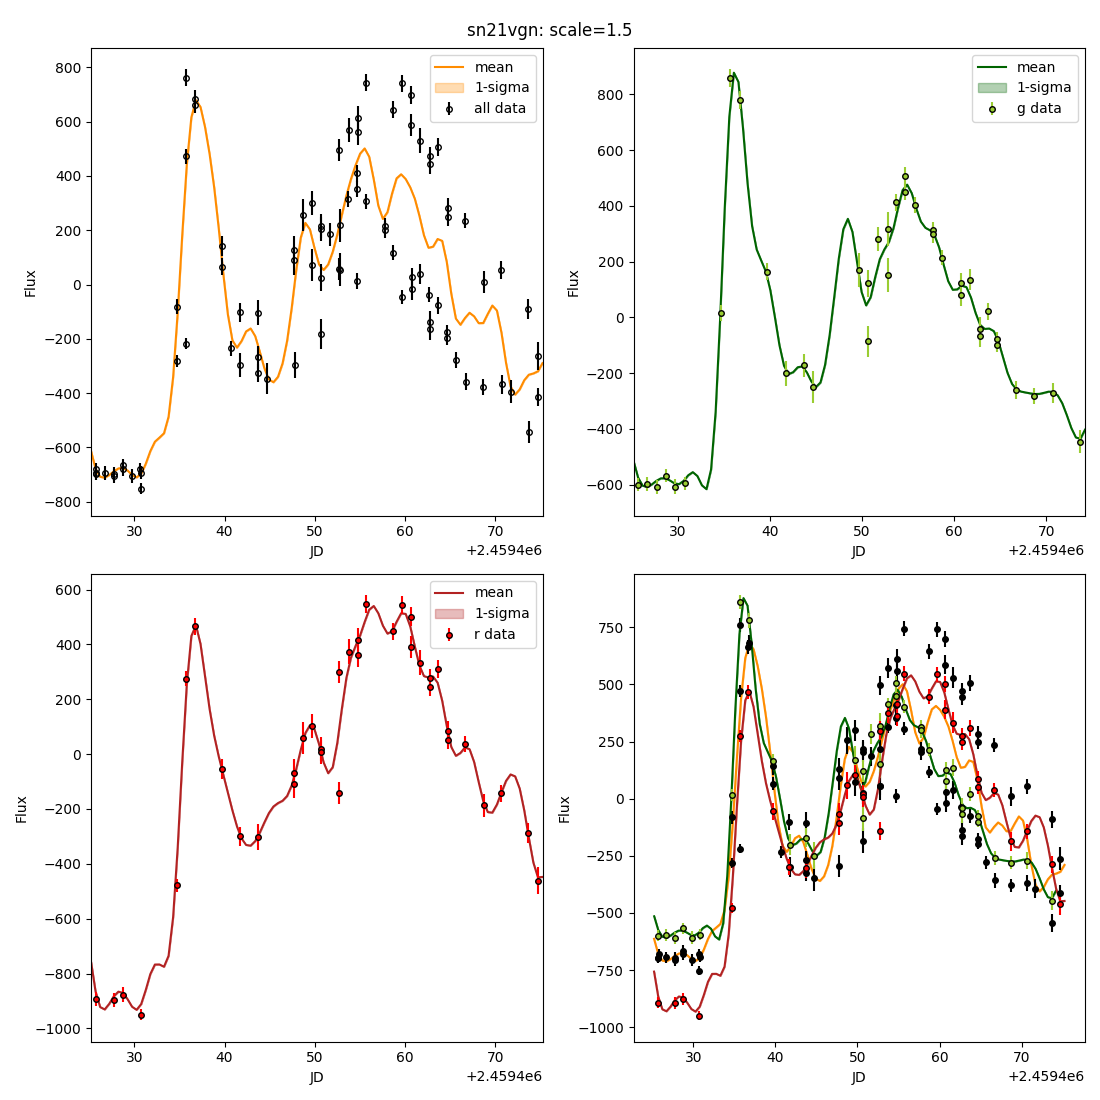 sn21vgn: scale=1.5
mean
1-sigma
all data
Flux
800
600
400
200
0
−200
−400
−600
−800
30
40
50
60
70
JD
+2.4594e6
mean
1-sigma
g data
Flux
800
600
400
200
0
−200
−400
−600
30
40
50
60
70
JD
+2.4594e6
mean
1-sigma
r data
Flux
600
400
200
0
−200
−400
−600
−800
−1000
30
40
50
60
70
JD
+2.4594e6
Flux
750
500
250
0
−250
−500
−750
−1000
30
40
50
60
70
JD
+2.4594e6